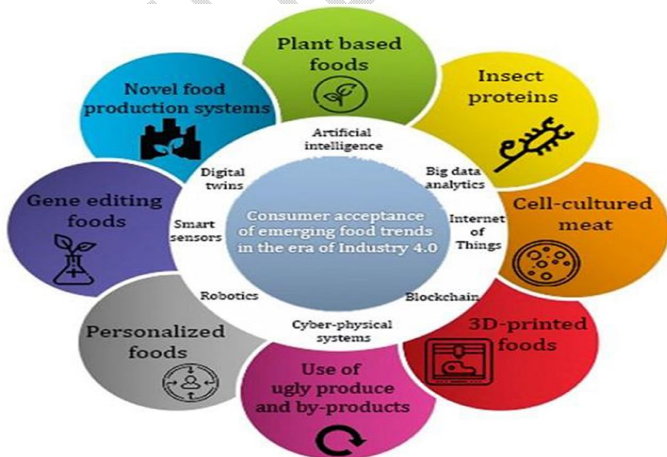 Plant based
foods
Insect
proteins
Cell-cultured
meat
3D-printed
foods
Use of
ugly produce
and by-products
Personalized
foods
Gene editing
foods
Novel food
production systems
Artificial
intelligence
Big data
analytics
Internet
of
Things
Blockchain
Cyber-physical
systems
Robotics
Smart
sensors
Digital
twins
Consumer acceptance
of emerging food trends
in the era of Industry 4.0